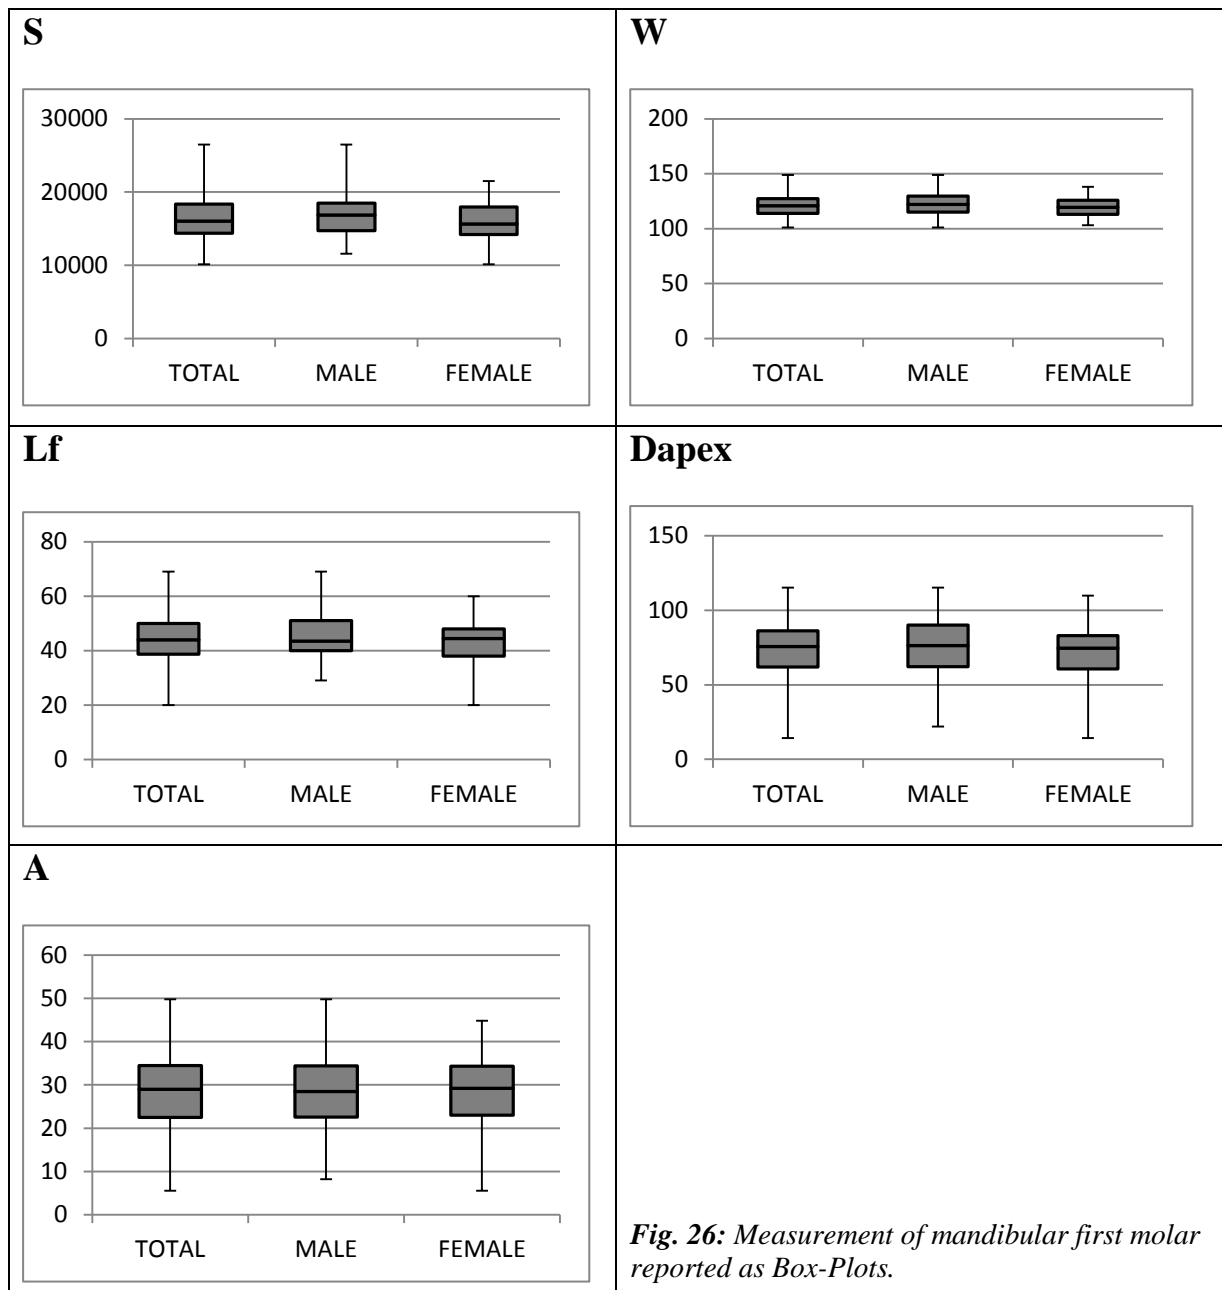 S
30000
20000
10000
0
TOTAL MALE FEMALE
W
200
150
100
50
0
TOTAL MALE FEMALE
Lf
80
60
40
20
0
TOTAL MALE FEMALE
Dapex
150
100
50
0
TOTAL MALE FEMALE
A
60
50
40
30
20
10
0
TOTAL MALE FEMALE
Fig. 26: Measurement of mandibular first molar
reported as Box-Plots.